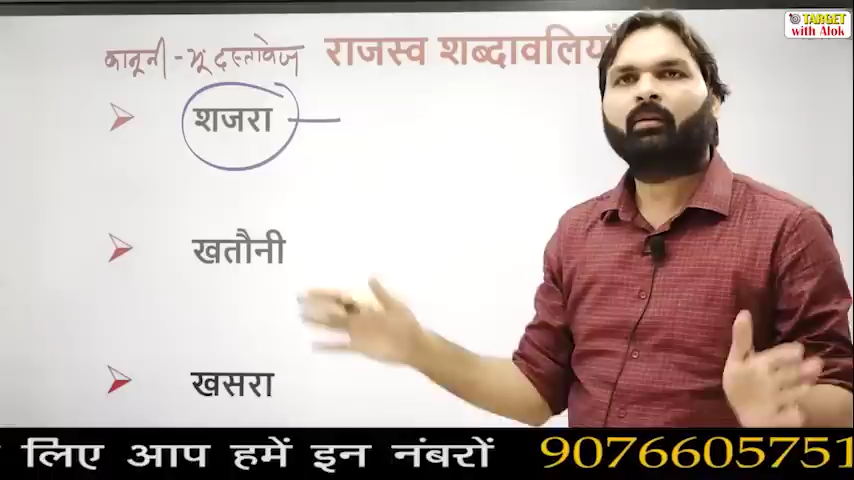 TARGET
with Alok
कानूनी - भू दस्तावेज राजस्व शब्दावलियाँ
शजरा
खतौनी
खसरा
लिए आप हमें इन नंबरों 9076605751